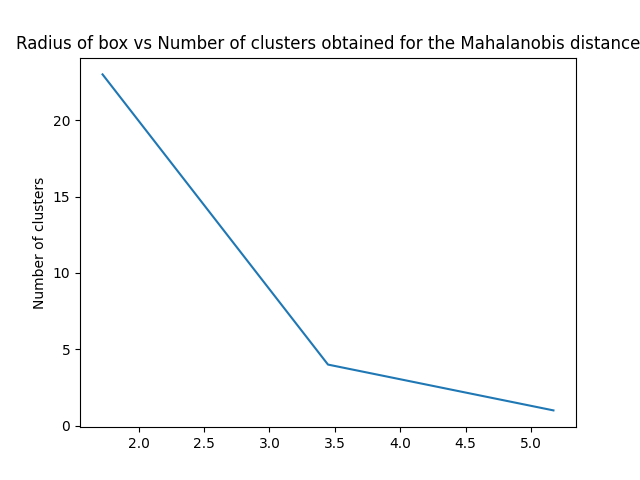 Radius of box vs Number of clusters obtained for the Mahalanobis distance
Number of clusters
20
15
10
5
0
2.0 2.5 3.0 3.5 4.0 4.5 5.0